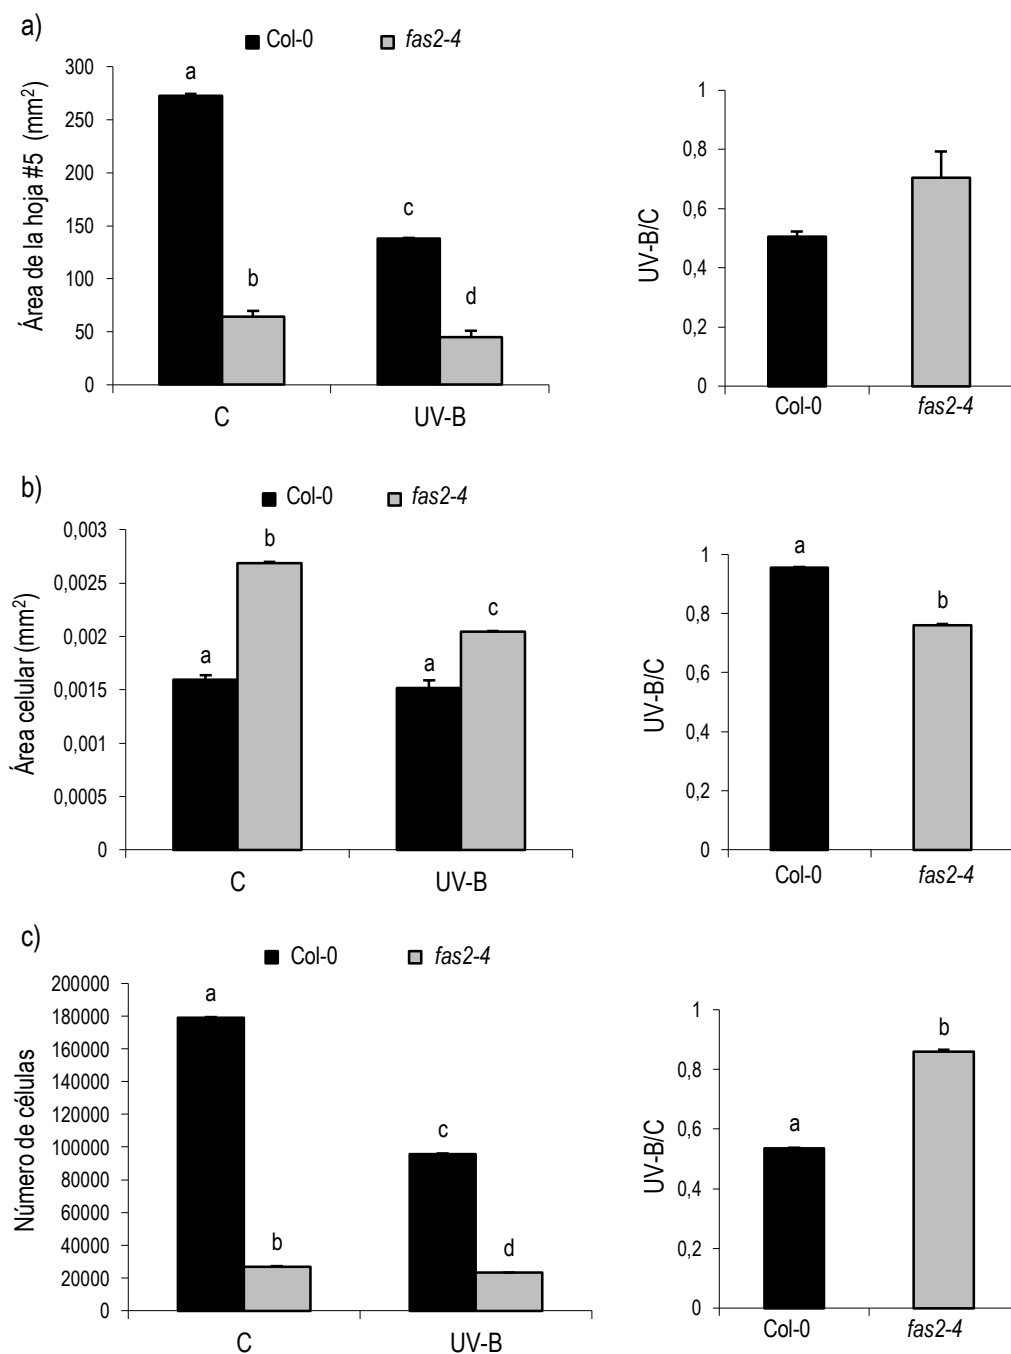 a)
Col-0 fas2-4
Área de la hoja #5 (mm²)
300
250
200
150
100
50
0
a
b
c
d
C UV-B
UV-B/C
1
0,8
0,6
0,4
0,2
0
Col-0 fas2-4
b)
Col-0 fas2-4
Área celular (mm²)
0,003
0,0025
0,002
0,0015
0,001
0,0005
0
a
b
a
c
C UV-B
UV-B/C
1
0,8
0,6
0,4
0,2
0
a
b
Col-0 fas2-4
c)
Col-0 fas2-4
Número de células
200000
180000
160000
140000
120000
100000
80000
60000
40000
20000
0
a
b
c
d
C UV-B
UV-B/C
1
0,8
0,6
0,4
0,2
0
a
b
Col-0 fas2-4